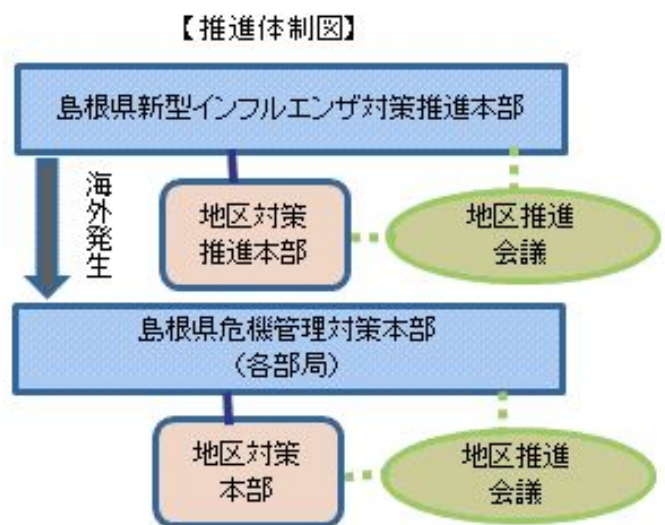 【推進体制図】
島根県新型インフルエンザ対策推進本部
海外発生
地区対策
推進本部
地区推進
会議
島根県危機管理対策本部
（各部局）
地区対策
本部
地区推進
会議